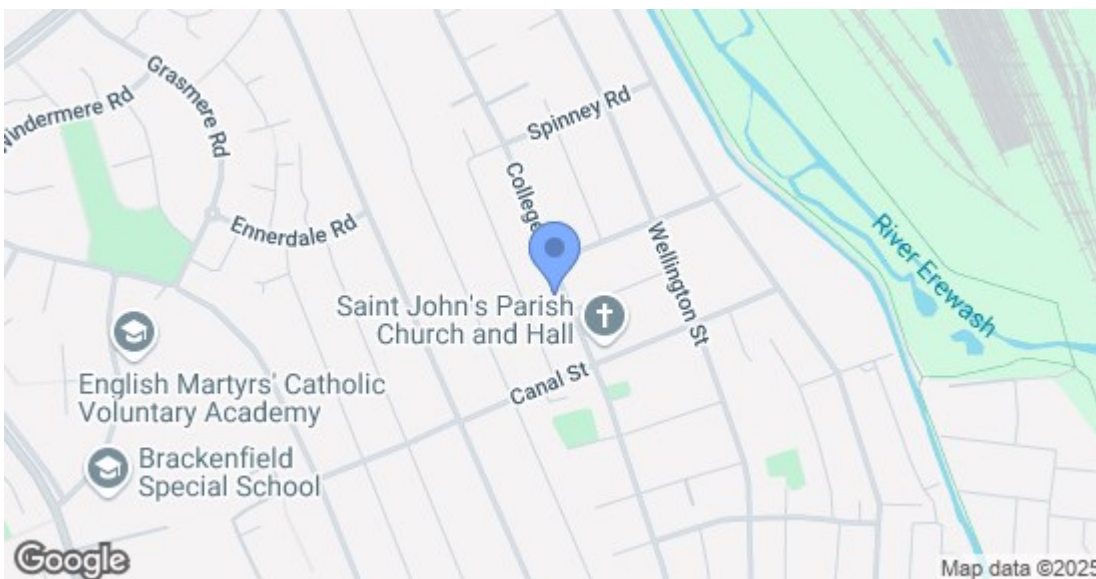 Grasmere Rd
Windermere Rd
Spinney Rd
College
Ennerdale Rd
Wellington St
River Erewash
Saint John's Parish
Church and Hall
Canal St
English Martyrs' Catholic
Voluntary Academy
Brackenfield
Special School
Google
Map data ©2025